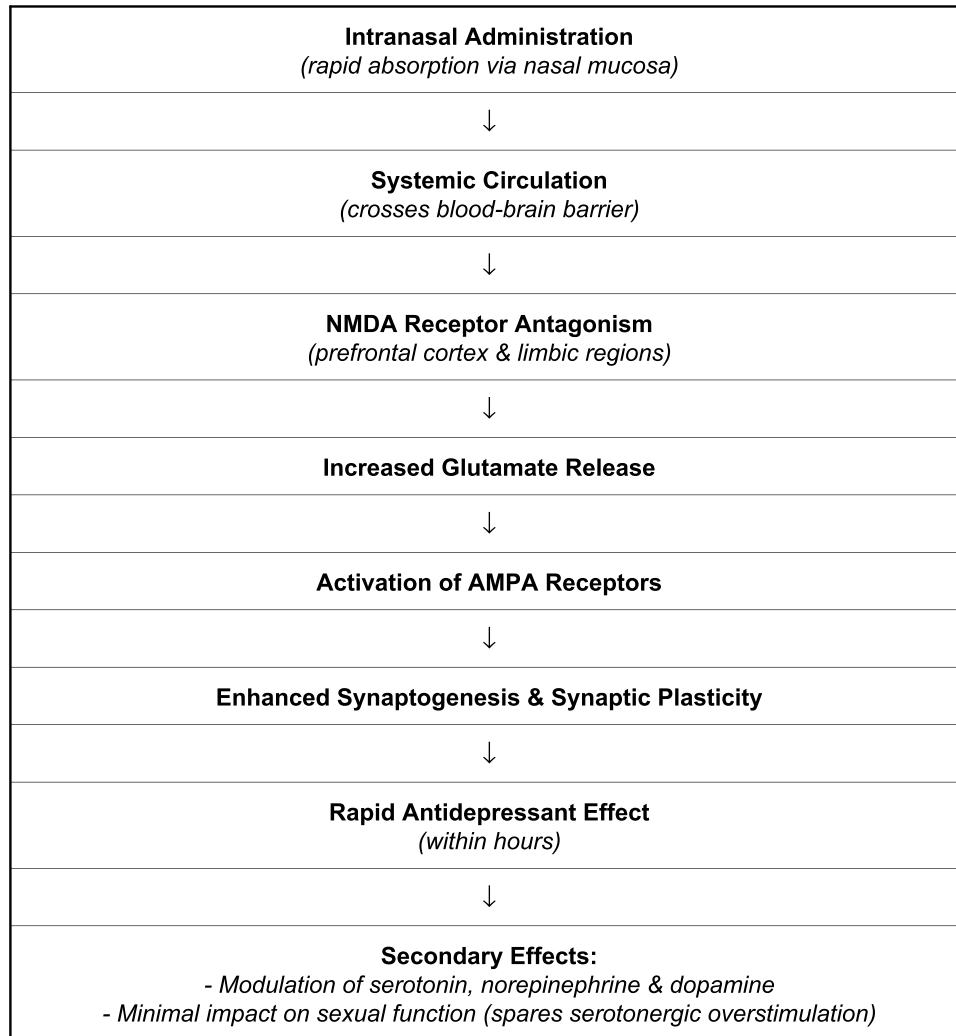 Intranasal Administration
(rapid absorption via nasal mucosa)
↓
Systemic Circulation
(crosses blood-brain barrier)
↓
NMDA Receptor Antagonism
(prefrontal cortex & limbic regions)
↓
Increased Glutamate Release
↓
Activation of AMPA Receptors
↓
Enhanced Synaptogenesis & Synaptic Plasticity
↓
Rapid Antidepressant Effect
(within hours)
↓
Secondary Effects:
- Modulation of serotonin, norepinephrine & dopamine
- Minimal impact on sexual function (spares serotonergic overstimulation)